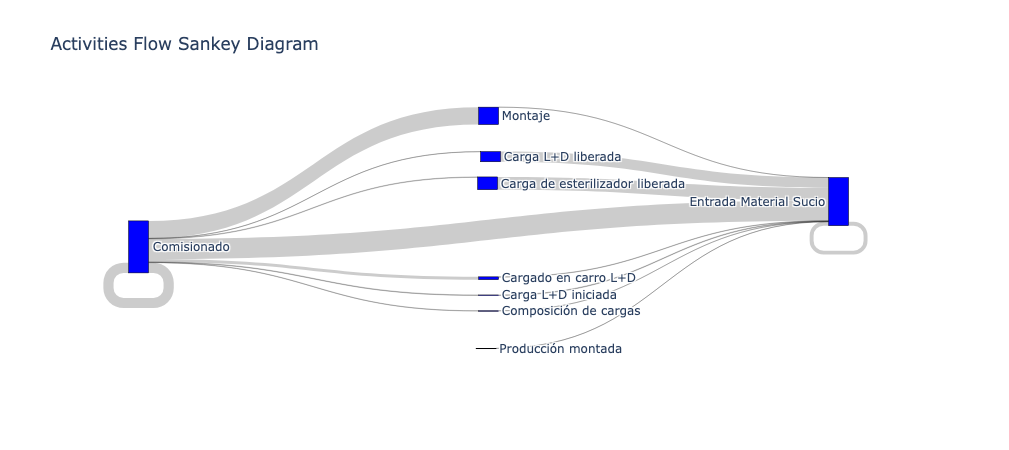 Activities Flow Sankey Diagram
Montaje
Carga L+D liberada
Carga de esterilizador liberada
Entrada Material Sucio
Comisionado
Cargado en carro L+D
Carga L+D iniciada
Composición de cargas
Producción montada